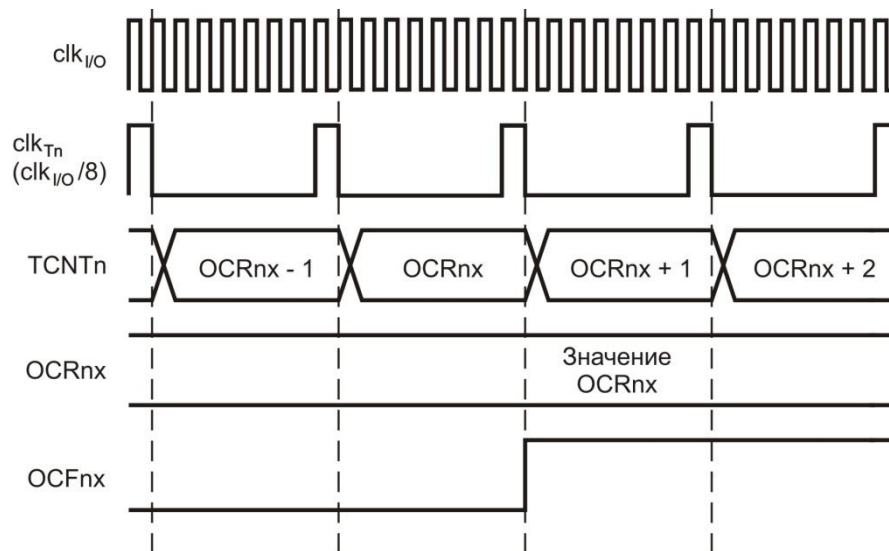 clkI/O
clkTn
(clkI/O/8)
TCNTn
OCRnx - 1
OCRnx
OCRnx + 1
OCRnx + 2
OCRnx
Значение
OCRnx
OCFnx